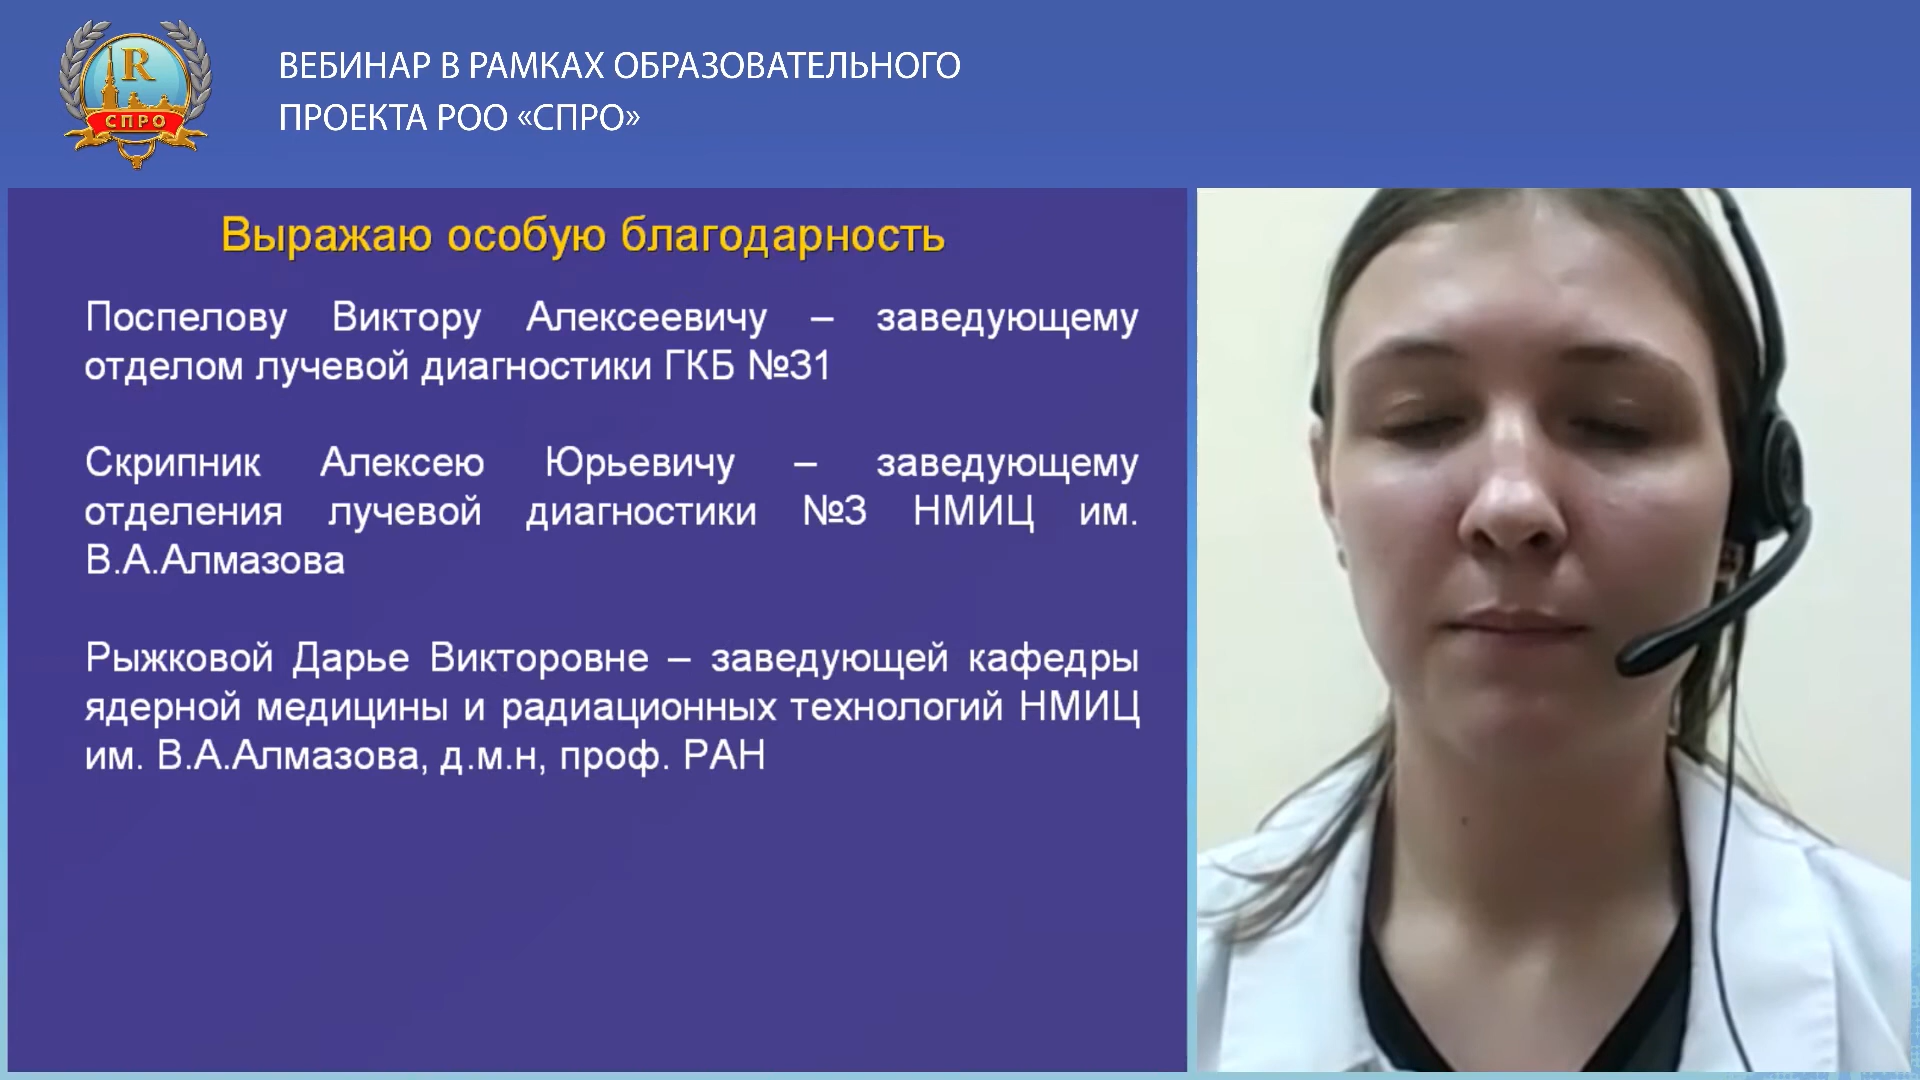 R
СПРО
ВЕБИНАР В РАМКАХ ОБРАЗОВАТЕЛЬНОГО
ПРОЕКТА РОО «СПРО»
Выражаю особую благодарность
Поспелову Виктору Алексеевичу – заведующему
отделом лучевой диагностики ГКБ №31
Скрипник Алексею Юрьевичу – заведующему
отделения лучевой диагностики №3 НМИЦ им.
В.А.Алмазова
Рыжковой Дарье Викторовне – заведующей кафедры
ядерной медицины и радиационных технологий НМИЦ
им. В.А.Алмазова, д.м.н, проф. РАН